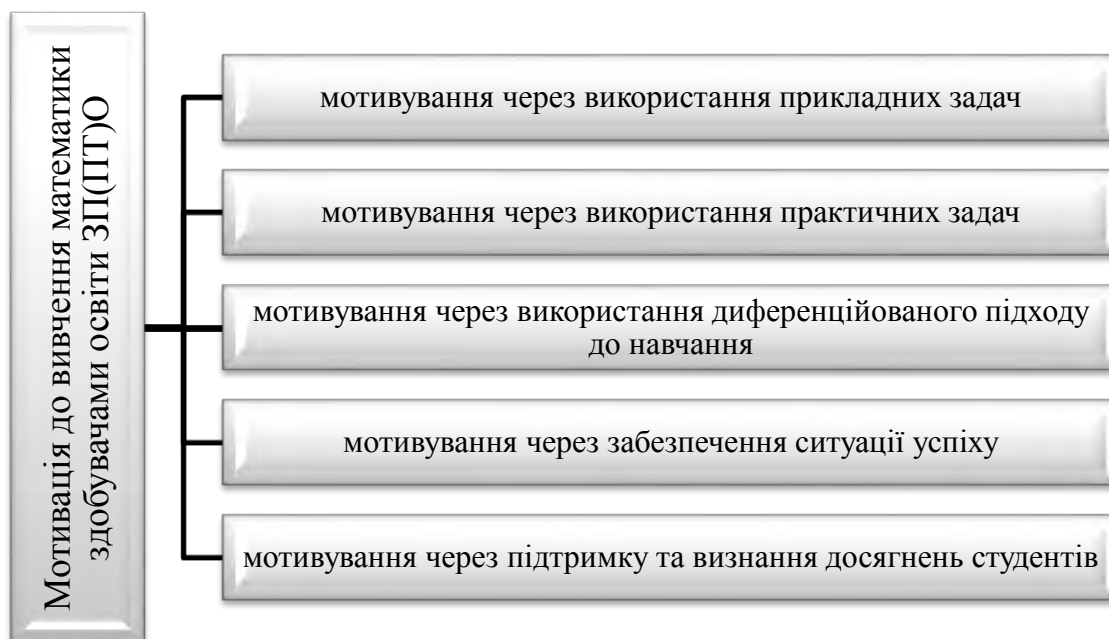 Мотивація до вивчення математики
здобувачами освіти ЗП(ПТ)О
мотивування через використання прикладних задач
мотивування через використання практичних задач
мотивування через використання диференційованого підходу
до навчання
мотивування через забезпечення ситуації успіху
мотивування через підтримку та визнання досягнень студентів